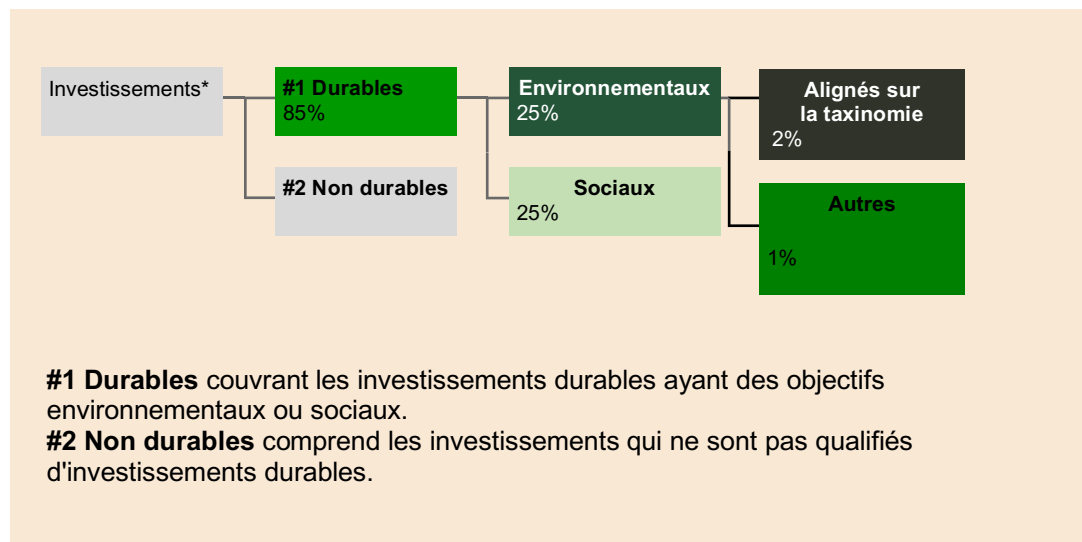 Investissements*
#1 Durables
85%
#2 Non durables
Environnementaux
25%
Sociaux
25%
Alignés sur
la taxinomie
2%
Autres
1%
#1 Durables couvrant les investissements durables ayant des objectifs
environnementaux ou sociaux.
#2 Non durables comprend les investissements qui ne sont pas qualifiés
d'investissements durables.